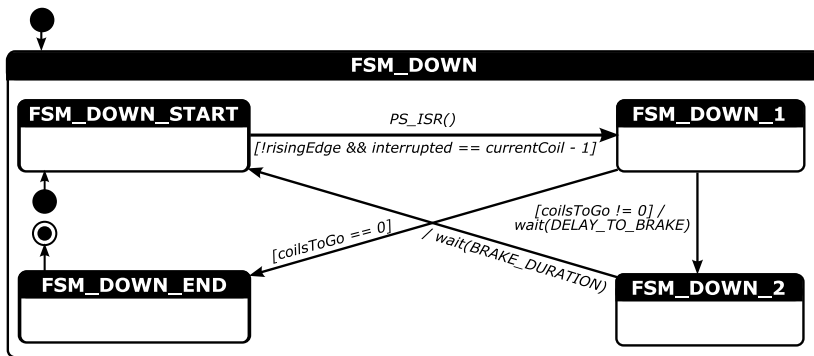 FSM_DOWN
FSM_DOWN_START
PS_ISR()
[!risingEdge && interrupted == currentCoil - 1]
FSM_DOWN_1
[coilsToGo != 0] /
wait(DELAY_TO_BRAKE)
[coilsToGo == 0]
/ wait(BRAKE_DURATION)
FSM_DOWN_END
FSM_DOWN_2